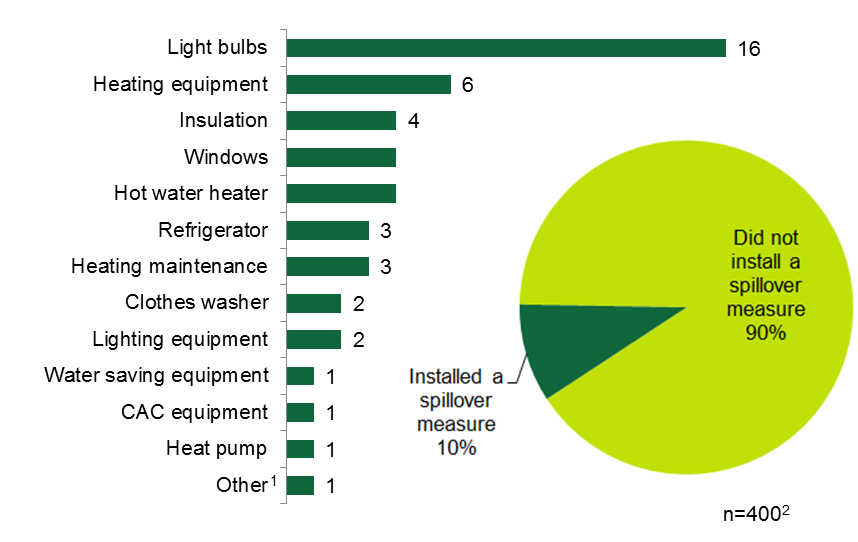 Light bulbs 16
Heating equipment 6
Insulation 4
Windows
Hot water heater
Refrigerator 3
Heating maintenance 3
Clothes washer 2
Lighting equipment 2
Water saving equipment 1
CAC equipment 1
Heat pump 1
Other¹ 1
Did not
install a
spillover
measure
90%
Installed a
spillover
measure
10%
n=400²